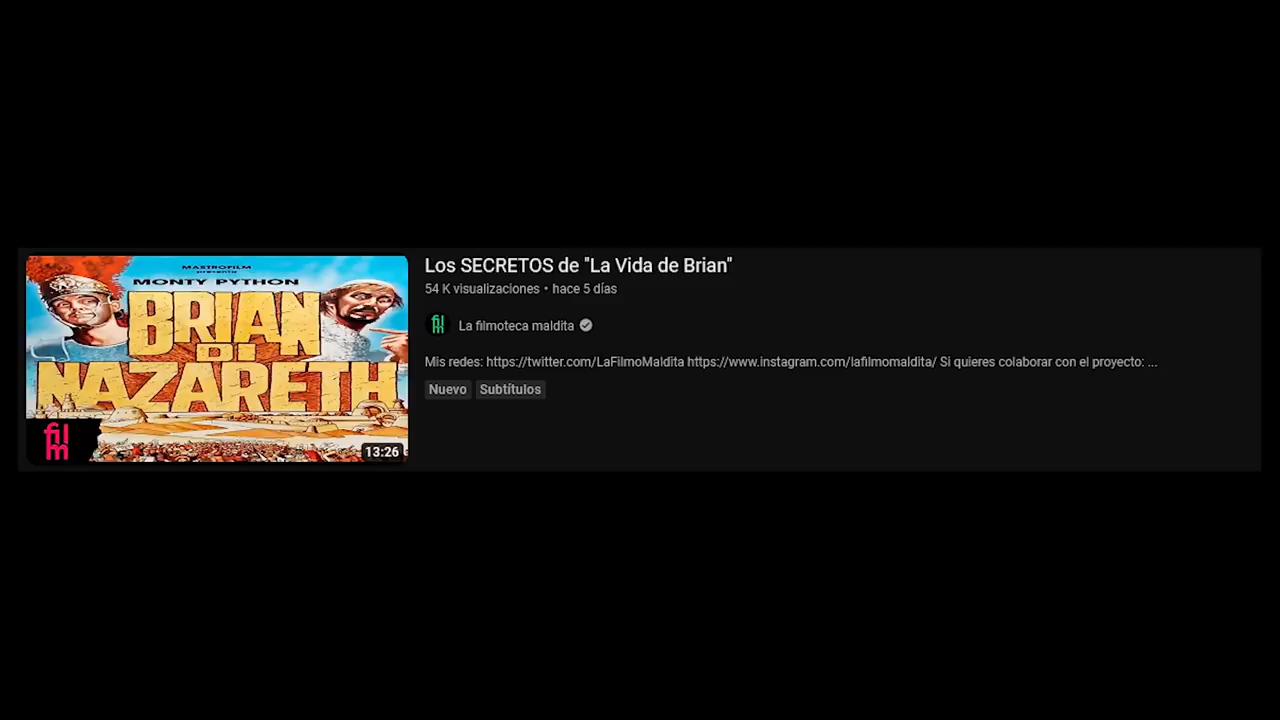 MASTROFILM
presenta
MONTY PYTHON
BRIAN
DI
NAZARETH
film
13:26
Los SECRETOS de "La Vida de Brian"
54 K visualizaciones • hace 5 días
film
La filmoteca maldita
Mis redes: https://twitter.com/LaFilmoMaldita https://www.instagram.com/lafilmomaldita/ Si quieres colaborar con el proyecto: ...
Nuevo Subtítulos